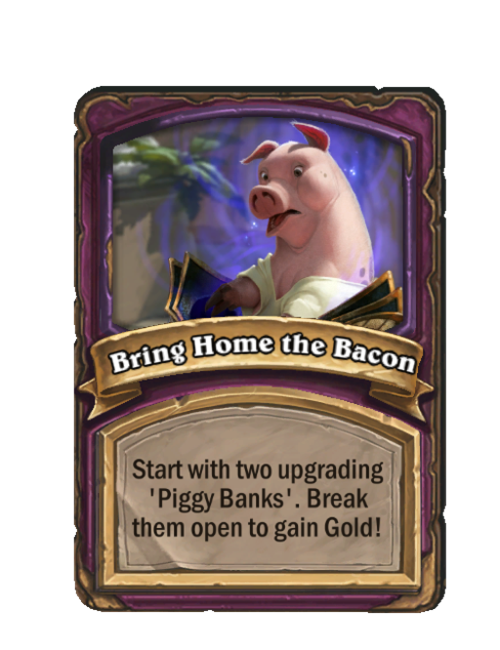 Bring Home the Bacon
Start with two upgrading
'Piggy Banks'. Break
them open to gain Gold!